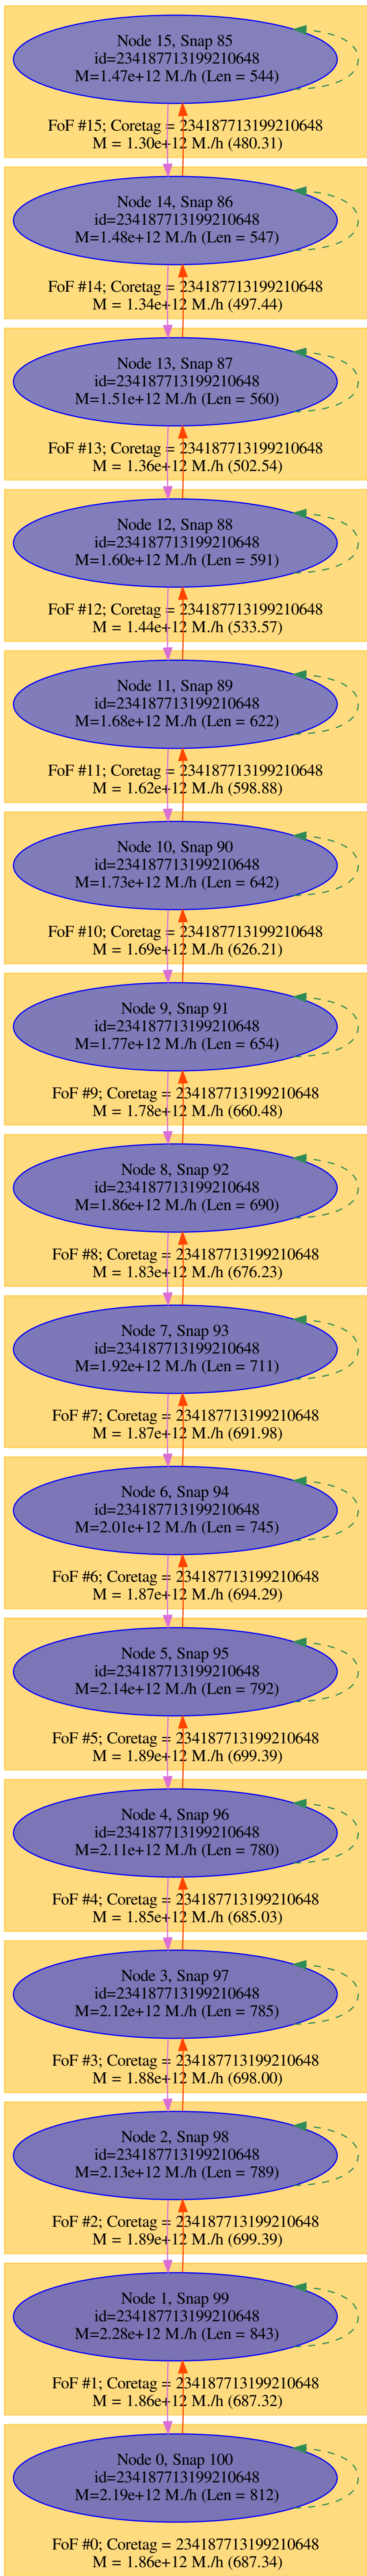 Node 15, Snap 85
id=234187713199210648
M=1.47e+12 M./h (Len = 544)
FoF #15; Coretag = 234187713199210648
M = 1.30e+12 M./h (480.31)
Node 14, Snap 86
id=234187713199210648
M=1.48e+12 M./h (Len = 547)
FoF #14; Coretag = 234187713199210648
M = 1.34e+12 M./h (497.44)
Node 13, Snap 87
id=234187713199210648
M=1.51e+12 M./h (Len = 560)
FoF #13; Coretag = 234187713199210648
M = 1.36e+12 M./h (502.54)
Node 12, Snap 88
id=234187713199210648
M=1.60e+12 M./h (Len = 591)
FoF #12; Coretag = 234187713199210648
M = 1.44e+12 M./h (533.57)
Node 11, Snap 89
id=234187713199210648
M=1.68e+12 M./h (Len = 622)
FoF #11; Coretag = 234187713199210648
M = 1.62e+12 M./h (598.88)
Node 10, Snap 90
id=234187713199210648
M=1.73e+12 M./h (Len = 642)
FoF #10; Coretag = 234187713199210648
M = 1.69e+12 M./h (626.21)
Node 9, Snap 91
id=234187713199210648
M=1.77e+12 M./h (Len = 654)
FoF #9; Coretag = 234187713199210648
M = 1.78e+12 M./h (660.48)
Node 8, Snap 92
id=234187713199210648
M=1.86e+12 M./h (Len = 690)
FoF #8; Coretag = 234187713199210648
M = 1.83e+12 M./h (676.23)
Node 7, Snap 93
id=234187713199210648
M=1.92e+12 M./h (Len = 711)
FoF #7; Coretag = 234187713199210648
M = 1.87e+12 M./h (691.98)
Node 6, Snap 94
id=234187713199210648
M=2.01e+12 M./h (Len = 745)
FoF #6; Coretag = 234187713199210648
M = 1.87e+12 M./h (694.29)
Node 5, Snap 95
id=234187713199210648
M=2.14e+12 M./h (Len = 792)
FoF #5; Coretag = 234187713199210648
M = 1.89e+12 M./h (699.39)
Node 4, Snap 96
id=234187713199210648
M=2.11e+12 M./h (Len = 780)
FoF #4; Coretag = 234187713199210648
M = 1.85e+12 M./h (685.03)
Node 3, Snap 97
id=234187713199210648
M=2.12e+12 M./h (Len = 785)
FoF #3; Coretag = 234187713199210648
M = 1.88e+12 M./h (698.00)
Node 2, Snap 98
id=234187713199210648
M=2.13e+12 M./h (Len = 789)
FoF #2; Coretag = 234187713199210648
M = 1.89e+12 M./h (699.39)
Node 1, Snap 99
id=234187713199210648
M=2.28e+12 M./h (Len = 843)
FoF #1; Coretag = 234187713199210648
M = 1.86e+12 M./h (687.32)
Node 0, Snap 100
id=234187713199210648
M=2.19e+12 M./h (Len = 812)
FoF #0; Coretag = 234187713199210648
M = 1.86e+12 M./h (687.34)